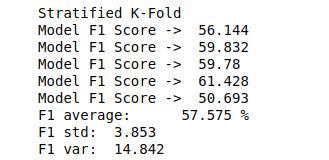 Stratified K-Fold
Model F1 Score ->  56.144
Model F1 Score ->  59.832
Model F1 Score ->  59.78
Model F1 Score ->  61.428
Model F1 Score ->  50.693
F1 average:      57.575 %
F1 std:  3.853
F1 var:  14.842